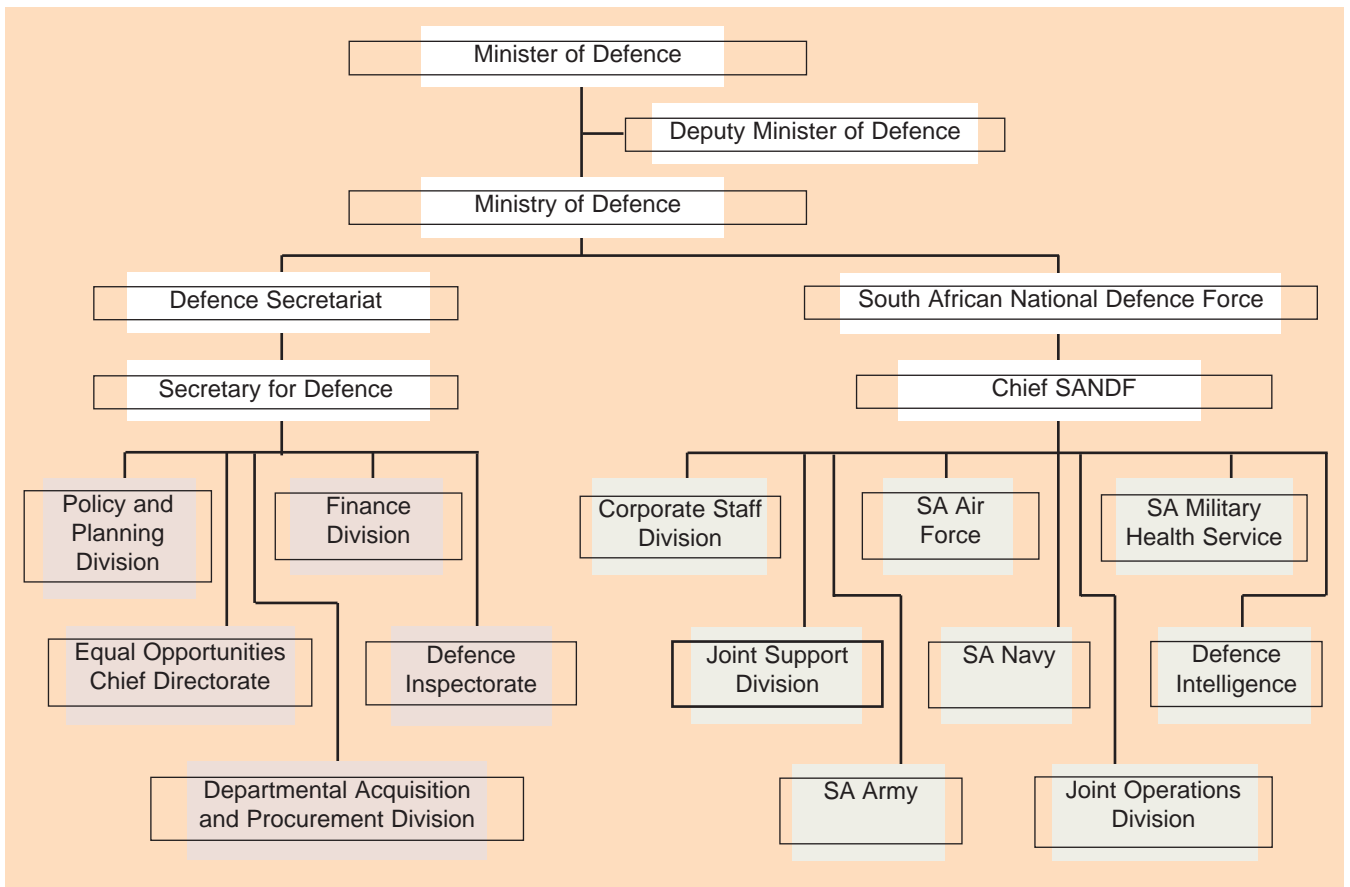 Minister of Defence
Deputy Minister of Defence
Ministry of Defence
Defence Secretariat
South African National Defence Force
Secretary for Defence
Chief SANDF
Policy and
Planning
Division
Finance
Division
Corporate Staff
Division
SA Air
Force
SA Military
Health Service
Equal Opportunities
Chief Directorate
Defence
Inspectorate
Joint Support
Division
SA Navy
Defence
Intelligence
Departmental Acquisition
and Procurement Division
SA Army
Joint Operations
Division